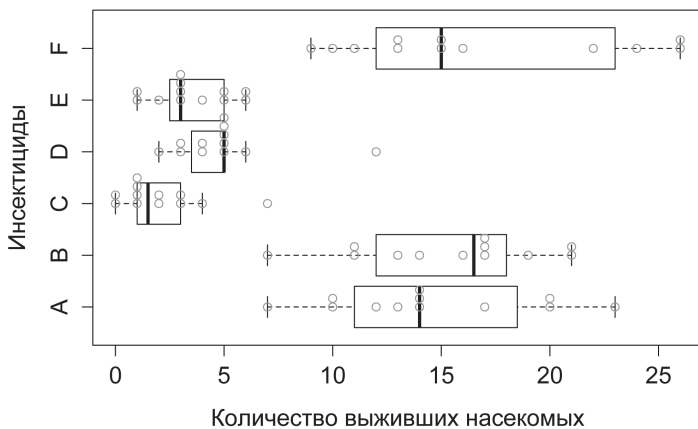 Инсектициды
F
E
D
C
B
A
0 5 10 15 20 25
Количество выживших насекомых